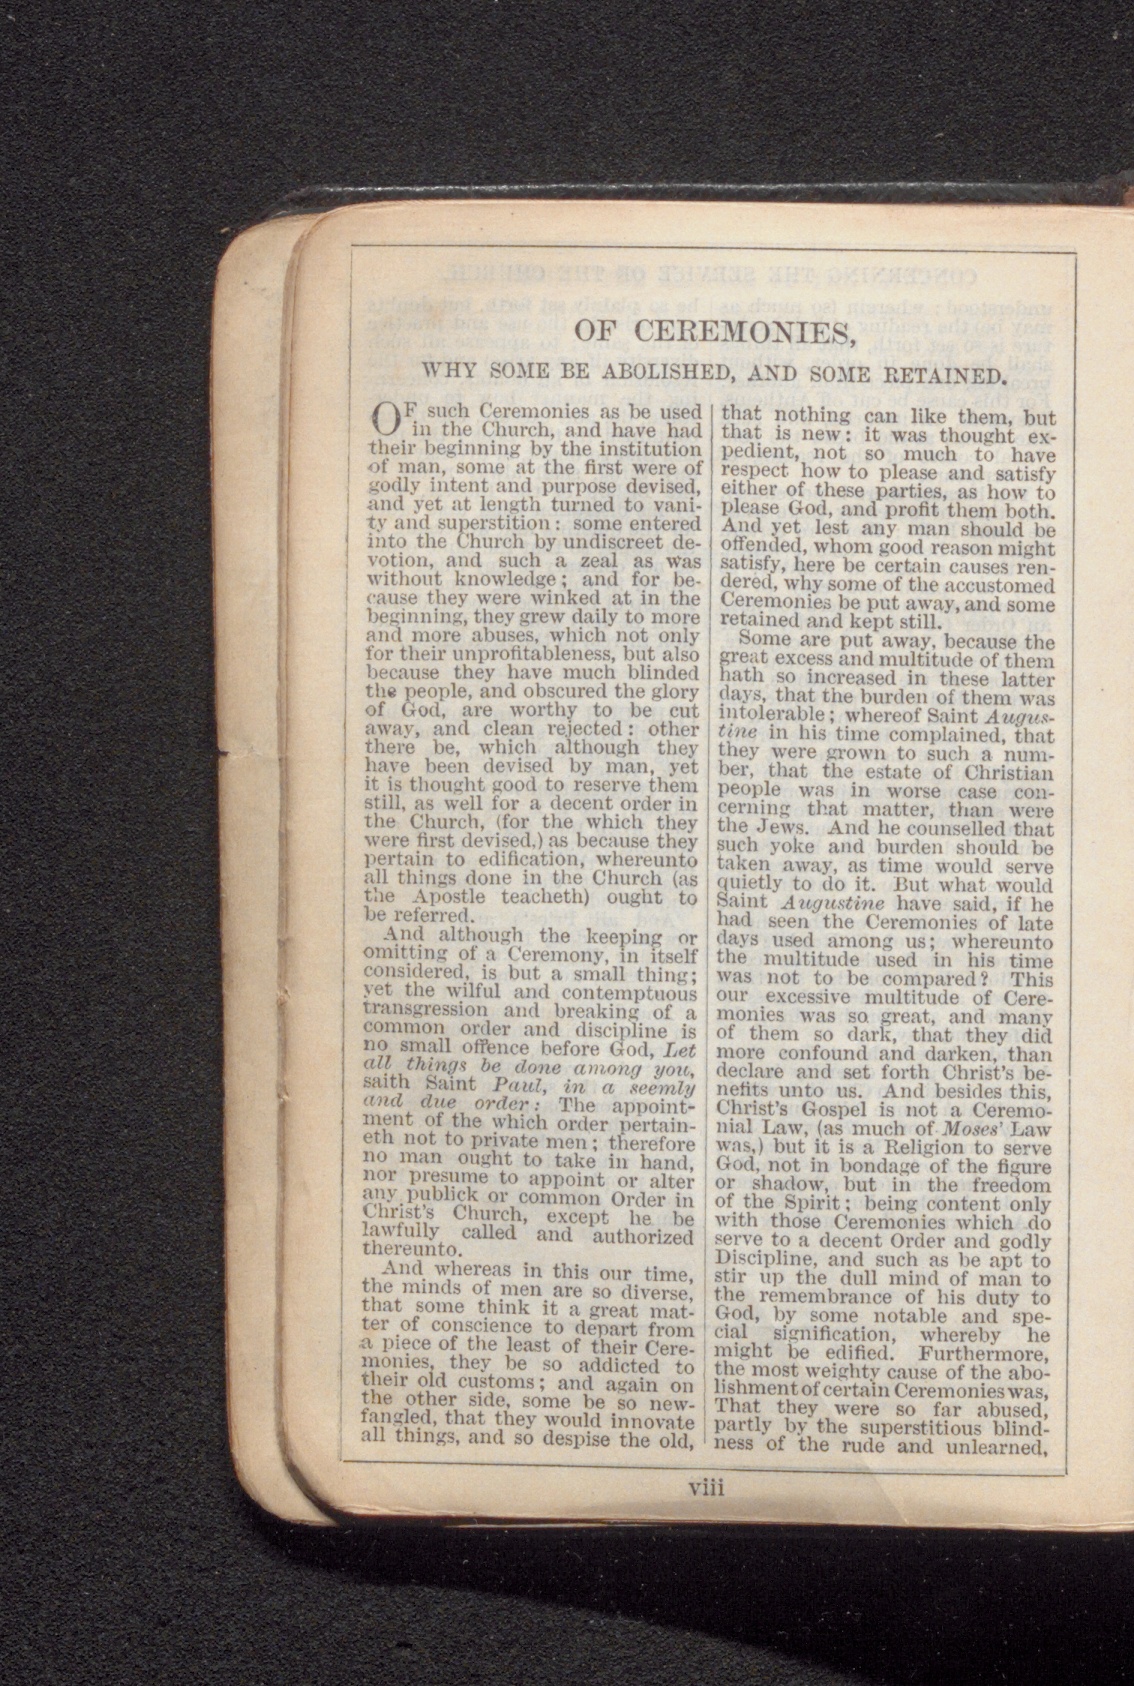 OF CEREMONIES,
WHY SOME BE ABOLISHED, AND SOME RETAINED.
OF such Ceremonies as be used
in the Church, and have had
their beginning by the institution
of man, some at the first were of
godly intent and purpose devised,
and yet at length turned to vani-
ty and superstition: some entered
into the Church by undiscreet de-
votion, and such a zeal as was
without knowledge; and for be-
cause they were winked at in the
beginning, they grew daily to more
and more abuses, which not only
for their unprofitableness, but also
because they have much blinded
the people, and obscured the glory
of God, are worthy to be cut
away, and clean rejected: other
there be, which although they
have been devised by man, yet
it is thought good to reserve them
still, as well for a decent order in
the Church, (for the which they
were first devised,) as because they
pertain to edification, whereunto
all things done in the Church (as
the Apostle teacheth) ought to
be referred.
And although the keeping or
omitting of a Ceremony, in itself
considered, is but a small thing;
yet the wilful and contemptuous
transgression and breaking of a
common order and discipline is
no small offence before God, Let
all things be done among you,
saith Saint Paul, in a seemly
and due order: The appoint-
ment of the which order pertain-
eth not to private men; therefore
no man ought to take in hand,
nor presume to appoint or alter
any publick or common Order in
Christ's Church, except he be
lawfully called and authorized
thereunto.
And whereas in this our time,
the minds of men are so diverse,
that some think it a great mat-
ter of conscience to depart from
a piece of the least of their Cere-
monies, they be so addicted to
their old customs; and again on
the other side, some be so new-
fangled, that they would innovate
all things, and so despise the old,
that nothing can like them, but
that is new: it was thought ex-
pedient, not so much to have
respect how to please and satisfy
either of these parties, as how to
please God, and profit them both.
And yet lest any man should be
offended, whom good reason might
satisfy, here be certain causes ren-
dered, why some of the accustomed
Ceremonies be put away, and some
retained and kept still.
Some are put away, because the
great excess and multitude of them
hath so increased in these latter
days, that the burden of them was
intolerable; whereof Saint Augus-
tine in his time complained, that
they were grown to such a num-
ber, that the estate of Christian
people was in worse case con-
cerning that matter, than were
the Jews. And he counselled that
such yoke and burden should be
taken away, as time would serve
quietly to do it. But what would
Saint Augustine have said, if he
had seen the Ceremonies of late
days used among us; whereunto
the multitude used in his time
was not to be compared? This
our excessive multitude of Cere-
monies was so great, and many
of them so dark, that they did
more confound and darken, than
declare and set forth Christ's be-
nefits unto us. And besides this,
Christ's Gospel is not a Ceremo-
nial Law, (as much of Moses' Law
was,) but it is a Religion to serve
God, not in bondage of the figure
or shadow, but in the freedom
of the Spirit; being content only
with those Ceremonies which do
serve to a decent Order and godly
Discipline, and such as be apt to
stir up the dull mind of man to
the remembrance of his duty to
God, by some notable and spe-
cial signification, whereby he
might be edified. Furthermore,
the most weighty cause of the abo-
lishment of certain Ceremonies was,
That they were so far abused,
partly by the superstitious blind-
ness of the rude and unlearned,
viii